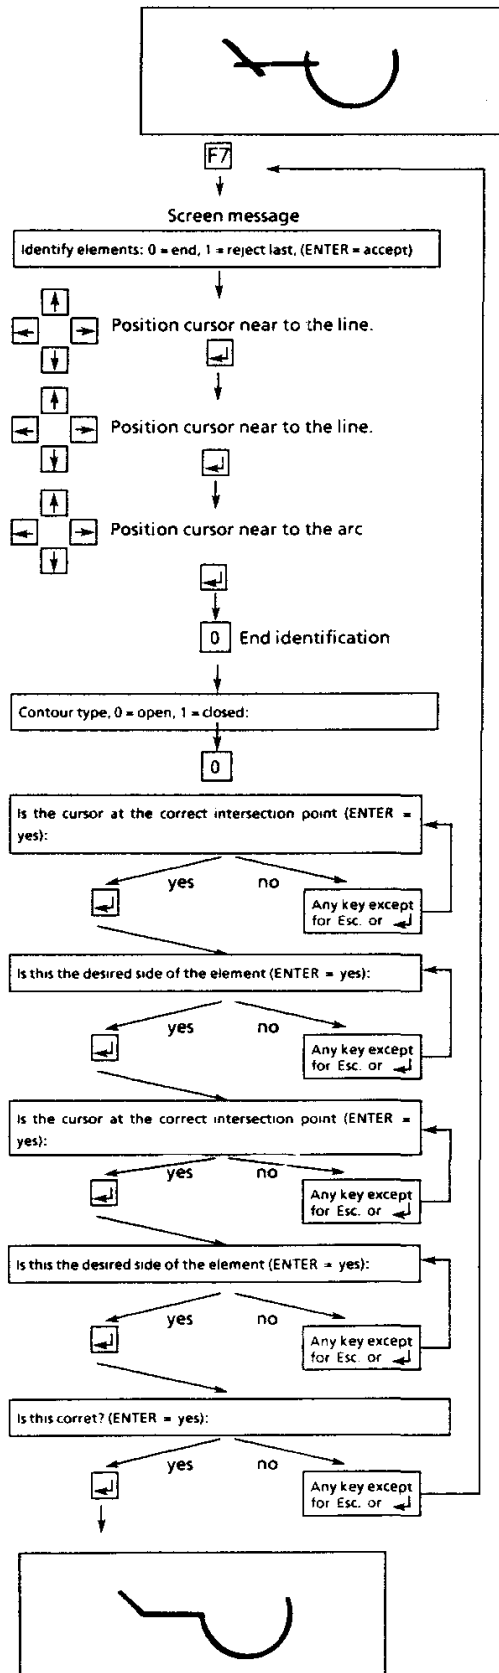 F7
Screen message
Identify elements: 0 = end, 1 = reject last, (ENTER = accept)
Position cursor near to the line.
Position cursor near to the line.
Position cursor near to the arc
0 End identification
Contour type, 0 = open, 1 = closed:
0
Is the cursor at the correct intersection point (ENTER =
yes):
yes no
Any key except
for Esc. or
Is this the desired side of the element (ENTER = yes):
yes no
Any key except
for Esc. or
Is the cursor at the correct intersection point (ENTER =
yes):
yes no
Any key except
for Esc. or
Is this the desired side of the element (ENTER = yes):
yes no
Any key except
for Esc. or
Is this corret? (ENTER = yes):
yes no
Any key except
for Esc. or